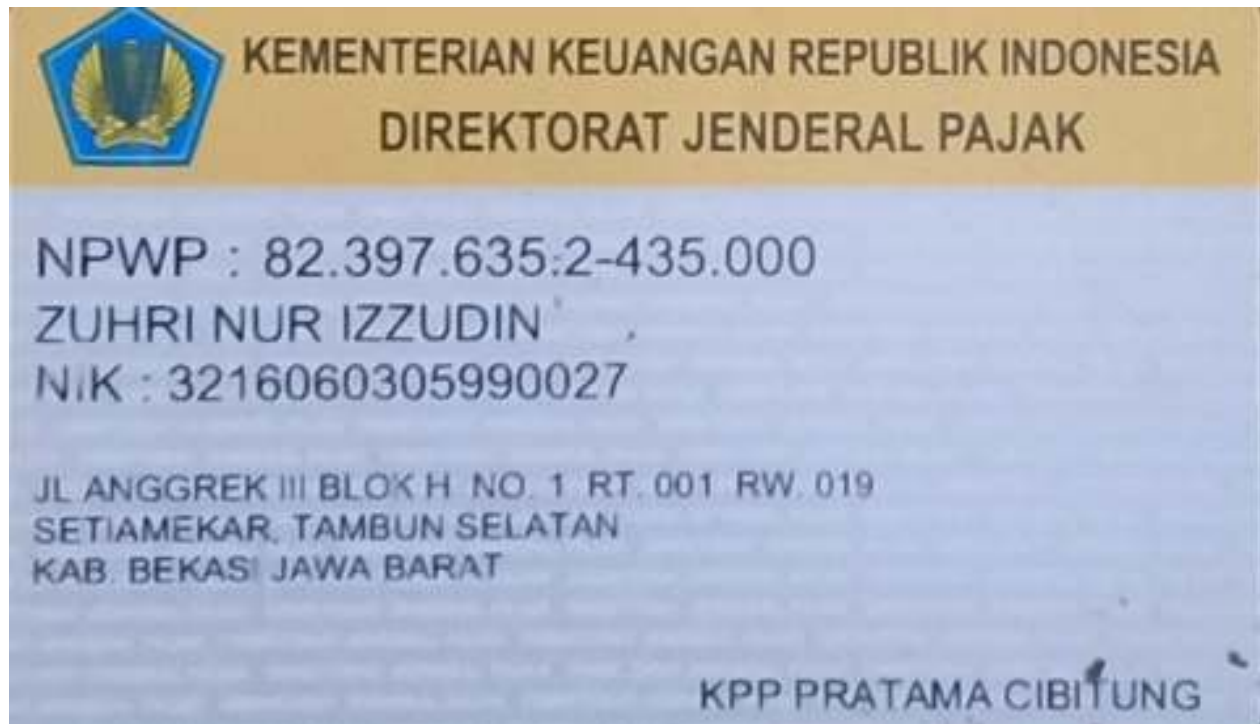 KEMENTERIAN KEUANGAN REPUBLIK INDONESIA
DIREKTORAT JENDERAL PAJAK
NPWP : 82.397.635.2-435.000
ZUHRI NUR IZZUDIN
NIK : 3216060305990027
JL ANGGREK III BLOK H NO. 1 RT. 001 RW. 019
SETIAMEKAR, TAMBUN SELATAN
KAB. BEKASI JAWA BARAT
KPP PRATAMA CIBITUNG